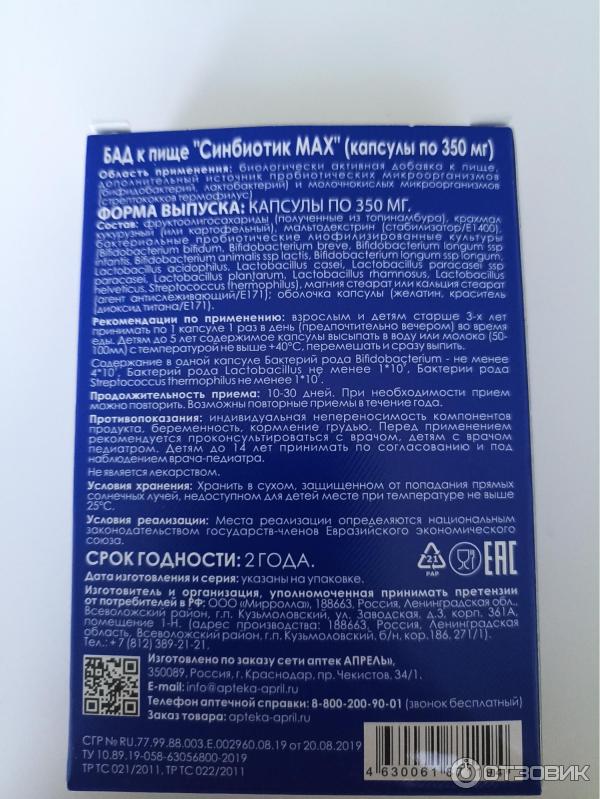 БАД к пище "Синбиотик МАХ" (капсулы по 350 мг)
Область применения: биологически активная добавка к пище,
дополнительный источник пробиотических микроорганизмов
(бифидобактерий, лактобактерий) и молочнокислых микроорганизмов
(стрептококков термофилус)
ФОРМА ВЫПУСКА: КАПСУЛЫ ПО 350 МГ.
Состав: фруктоолигосахариды (полученные из топинамбура), крахмал
кукурузный (или картофельный), мальтодекстрин (стабилизатор/Е1400),
бактериальные пробиотические лиофилизированные культуры
(Bifidobacterium bifidum, Bifidobacterium breve, Bifidobacterium longum ssp
infantis, Bifidobacterium animalis ssp lactis, Bifidobacterium longum ssp longum,
Lactobacillus acidophilus, Lactobacillus casei, Lactobacillus paracasei ssp
paracasei, Lactobacillus plantarum, Lactobacillus rhamnosus, Lactobacillus
helveticus, Streptococcus thermophilus), магния стеарат или кальция стеарат
(агент антислеживающий/Е171); оболочка капсулы (желатин, краситель
диоксид титана/Е171).
Рекомендации по применению: взрослым и детям старше 3-х лет
принимать по 1 капсуле 1 раз в день (предпочтительно вечером) во время
еды. Детям до 5 лет содержимое капсулы высыпать в воду или молоко (50-
100мл) с температурой не выше +40°С, перемешать и сразу выпить.
Содержание в одной капсуле Бактерий рода Bifidobacterium - не менее
4*10⁷, Бактерий рода Lactobacillus не менее 1*10⁷, Бактерии рода
Streptococcus thermophilus не менее 1*10⁷.
Продолжительность приема: 10-30 дней. При необходимости прием
можно повторить. Возможны повторные приемы в течение года.
Противопоказания: индивидуальная непереносимость компонентов
продукта, беременность, кормление грудью. Перед применением
рекомендуется проконсультироваться с врачом, детям с врачом
педиатром. Детям до 14 лет принимать по согласованию и под
наблюдением врача-педиатра.
Не является лекарством.
Условия хранения: Хранить в сухом, защищенном от попадания прямых
солнечных лучей, недоступном для детей месте при температуре не выше
25°С.
Условия реализации: Места реализации определяются национальным
законодательством государств-членов Евразийского экономического
союза.
СРОК ГОДНОСТИ: 2 ГОДА.
Дата изготовления и серия: указаны на упаковке.
21
PAP
EAC
Изготовитель и организация, уполномоченная принимать претензии
от потребителей в РФ: ООО «Мирролла», 188663, Россия, Ленинградская обл.,
Всеволожский район, г.п. Кузьмоловский, ул. Заводская, д.3, корп. 361А,
помещение 1-Н. (адрес производства: 188663, Россия, Ленинградская
область, Всеволожский район, г.п. Кузьмоловский, б/н, кор.186, 271/1).
Тел.: +7 (812) 389-21-21.
Изготовлено по заказу сети аптек АПРЕЛЬ»,
350089, Россия, г. Краснодар, пр. Чекистов, 34/1.
E-mail: info@apteka-april.ru
Телефон аптечной справки: 8-800-200-90-01 (звонок бесплатный)
Заказ товара: apteka-april.ru
СГР № RU.77.99.88.003.Е.002960.08.19 от 20.08.2019
ТУ 10.89.19-058-63056800-2019
ТР ТС 021/2011, ТР ТС 022/2011
4 630061
ОТЗОВИК